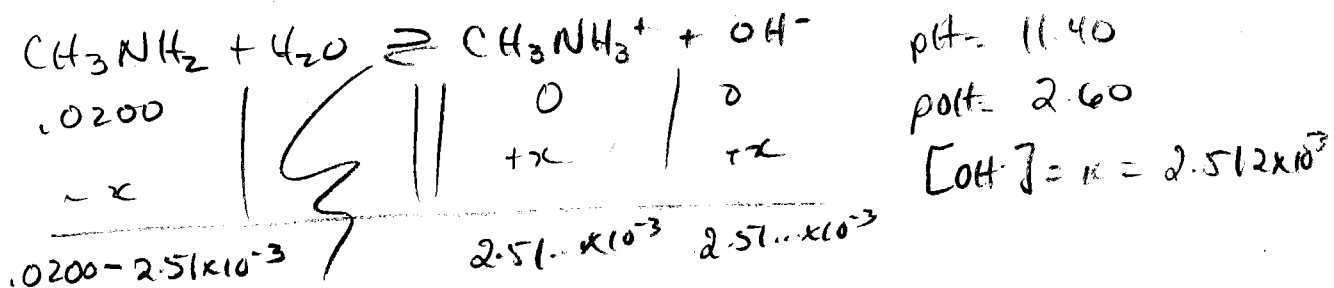 CH₃NH₂ + H₂O ⇌ CH₃NH₃⁺ + OH⁻
pH = 11.40
.0200 0 0
pOH = 2.60
- x +x +x
[OH⁻] = x = 2.512x10⁻³
.0200 - 2.51x10⁻³ 2.51..x10⁻³ 2.51..x10⁻³